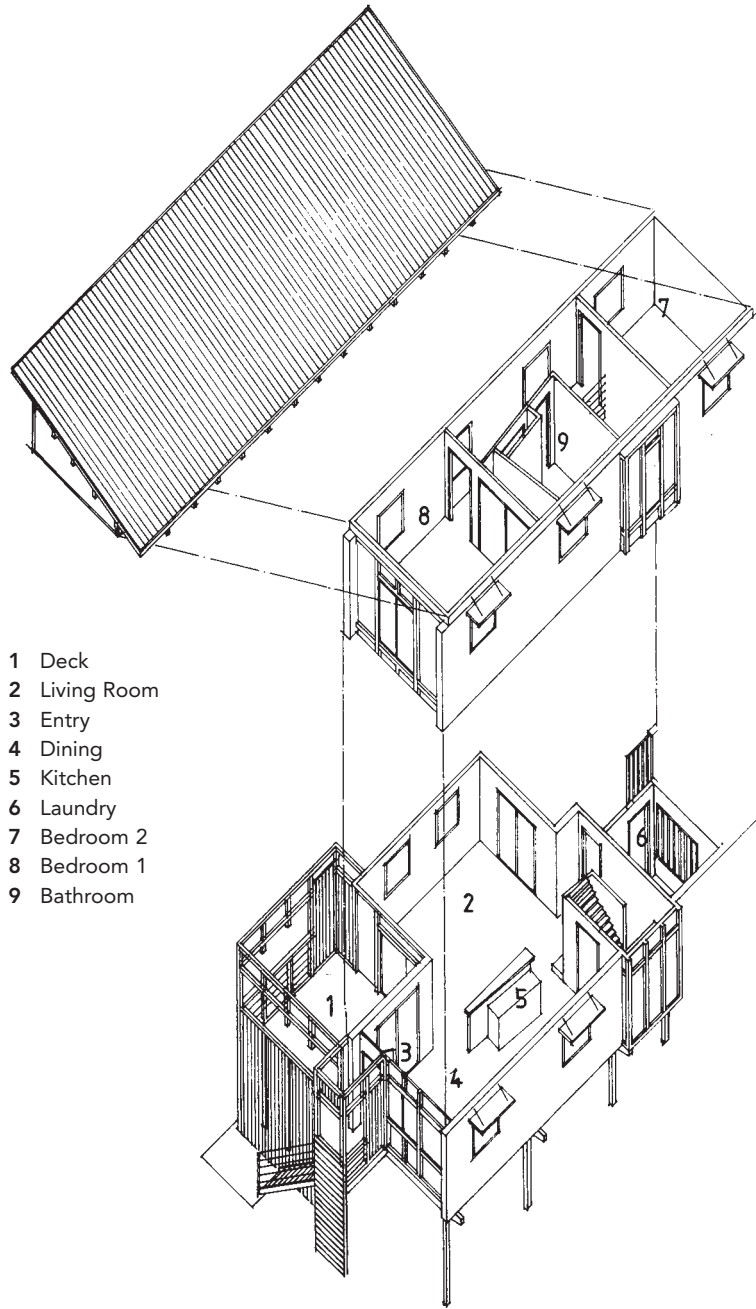 7
9
8
1 Deck
2 Living Room
3 Entry
4 Dining
5 Kitchen
6 Laundry
7 Bedroom 2
8 Bedroom 1
9 Bathroom
6
2
5
1
3
4